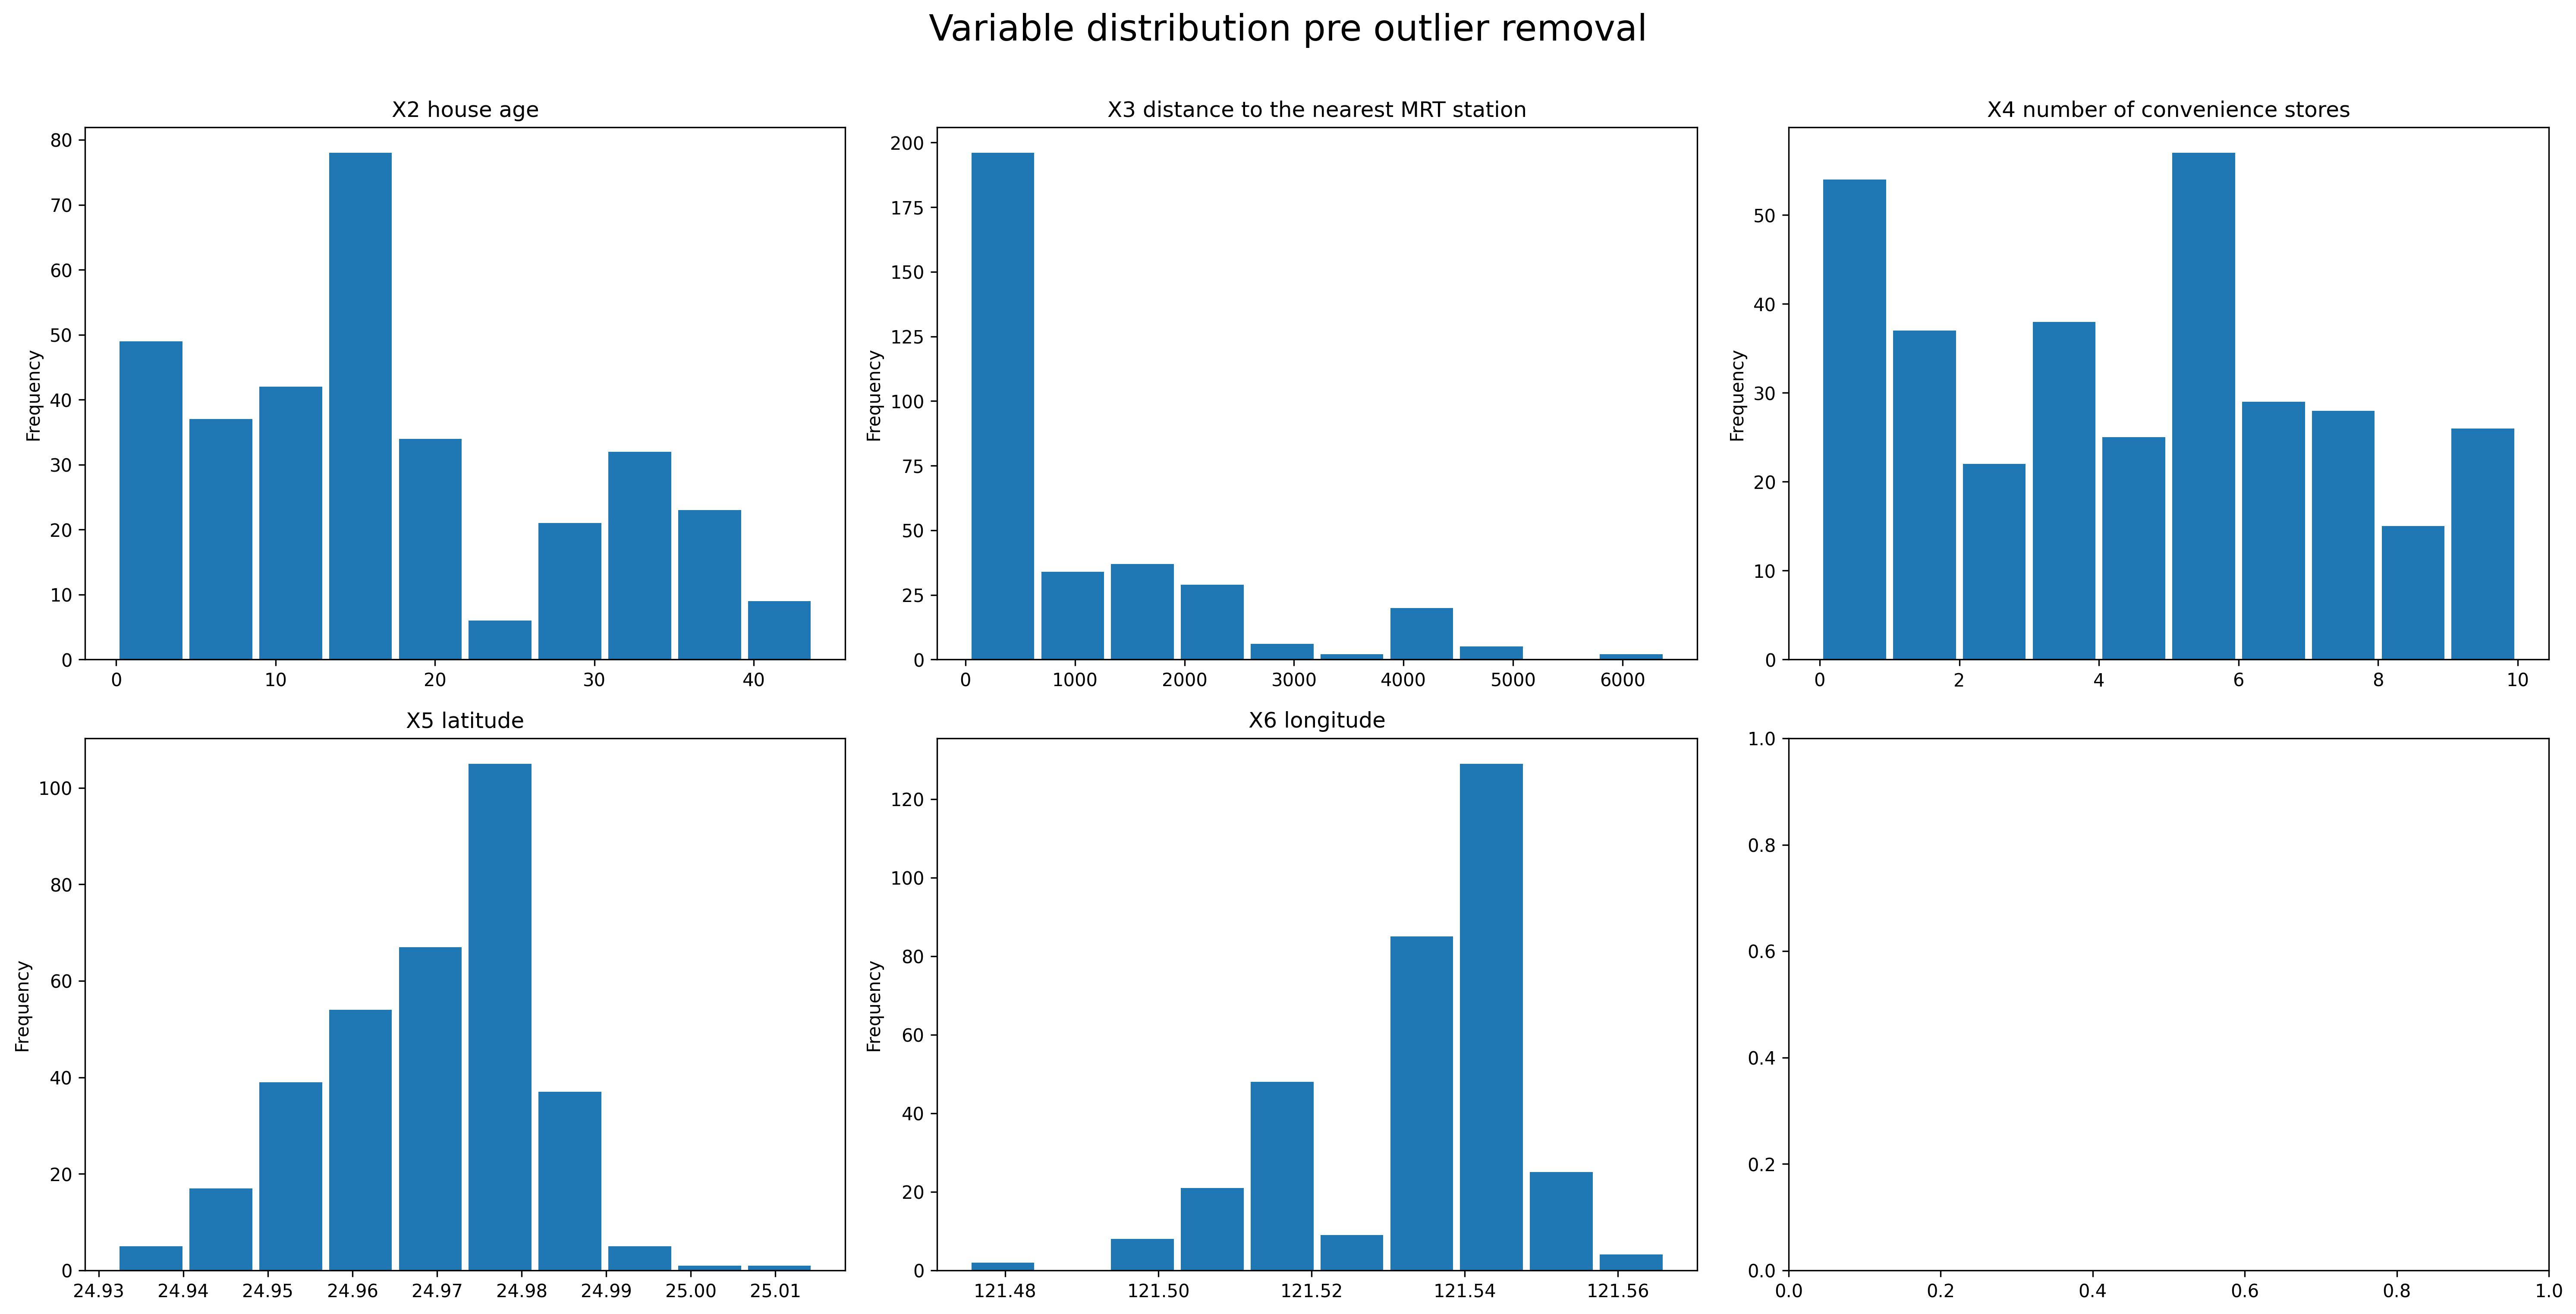 Variable distribution pre outlier removal
X2 house age
80
70
60
50
40
30
20
10
0
Frequency
0 10 20 30 40
X3 distance to the nearest MRT station
200
175
150
125
100
75
50
25
0
Frequency
0 1000 2000 3000 4000 5000 6000
X4 number of convenience stores
50
40
30
20
10
0
Frequency
0 2 4 6 8 10
X5 latitude
100
80
60
40
20
0
Frequency
24.93 24.94 24.95 24.96 24.97 24.98 24.99 25.00 25.01
X6 longitude
120
100
80
60
40
20
0
Frequency
121.48 121.50 121.52 121.54 121.56
1.0
0.8
0.6
0.4
0.2
0.0
0.0 0.2 0.4 0.6 0.8 1.0